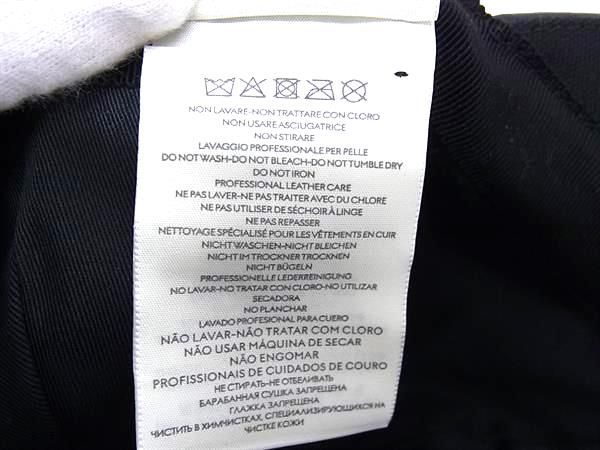 NON LAVARE-NON TRATTARE CON CLORO
NON USARE ASCIUGATRICE
NON STIRARE
LAVAGGIO PROFESSIONALE PER PELLE
DO NOT WASH-DO NOT BLEACH-DO NOT TUMBLE DRY
DO NOT IRON
PROFESSIONAL LEATHER CARE
NE PAS LAVER-NE PAS TRAITER AVEC DU CHLORE
NE PAS UTILISER DE SÉCHOIR À LINGE
NE PAS REPASSER
NETTOYAGE SPÉCIALISÉ POUR LES VÊTEMENTS EN CUIR
NICHT WASCHEN-NICHT BLEICHEN
NICHT IM TROCKNER TROCKNEN
NICHT BÜGELN
PROFESSIONELLE LEDERREINIGUNG
NO LAVAR-NO TRATAR CON CLORO-NO UTILIZAR
SECADORA
NO PLANCHAR
LAVADO PROFESIONAL PARA CUERO
NÃO LAVAR-NÃO TRATAR COM CLORO
NÃO USAR MÁQUINA DE SECAR
NÃO ENGOMAR
PROFISSIONAIS DE CUIDADOS DE COURO
НЕ СТИРАТЬ-НЕ ОТБЕЛИВАТЬ
БАРАБАННАЯ СУШКА ЗАПРЕЩЕНА
ГЛАЖКА ЗАПРЕЩЕНА
ЧИСТИТЬ В ХИМЧИСТКАХ, СПЕЦИАЛИЗИРУЮЩИХСЯ НА
ЧИСТКЕ КОЖИ